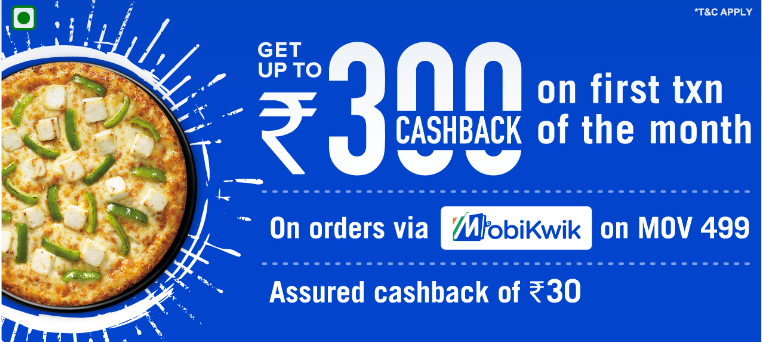 *T&C APPLY
GET
UP TO
₹300
CASHBACK
on first txn
of the month
On orders via MobiKwik on MOV 499
Assured cashback of ₹30